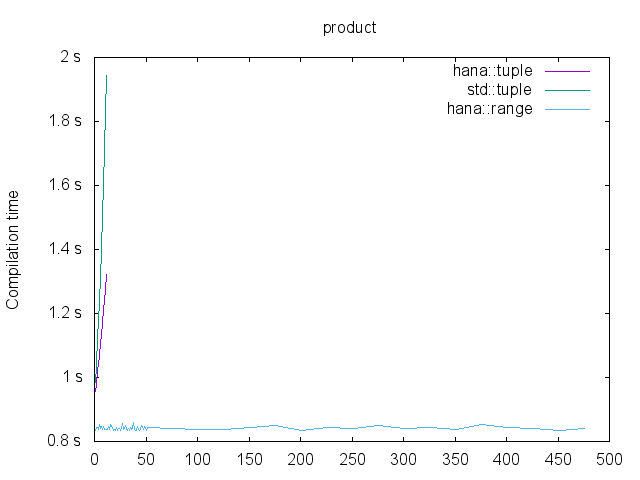 product
2 s
1.8 s
1.6 s
1.4 s
1.2 s
1 s
0.8 s
Compilation time
hana::tuple
std::tuple
hana::range
0 50 100 150 200 250 300 350 400 450 500